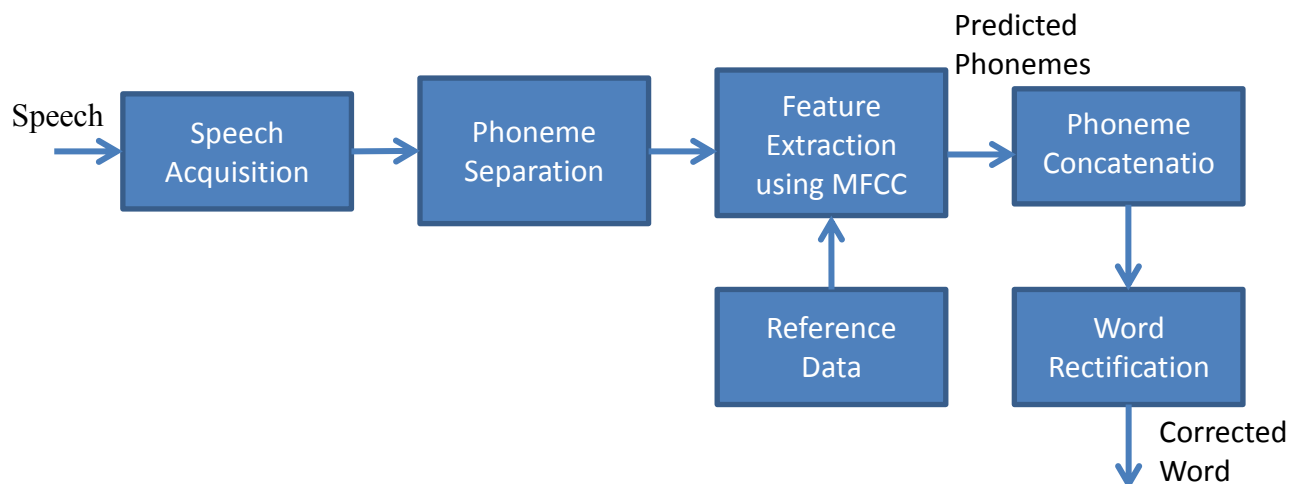 Speech
Speech
Acquisition
Phoneme
Separation
Feature
Extraction
using MFCC
Predicted
Phonemes
Phoneme
Concatenatio
Reference
Data
Word
Rectification
Corrected
Word